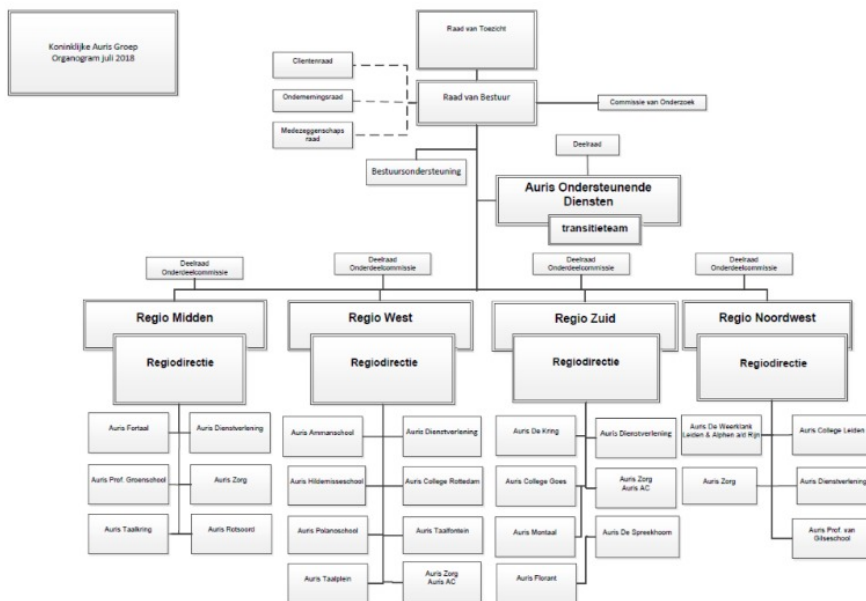 Koninklijke Auris Groep
Organogram juli 2018
Raad van Toezicht
Cliëntenraad
Ondernemingsraad
Medezeggenschaps
raad
Raad van Bestuur
Commissie van Onderzoek
Bestuursondersteuning
Deelraad
Auris Ondersteunende
Diensten
transitieteam
Deelraad
Onderdeelcommissie
Deelraad
Onderdeelcommissie
Deelraad
Onderdeelcommissie
Deelraad
Onderdeelcommissie
Regio Midden
Regio West
Regio Zuid
Regio Noordwest
Regiodirectie
Regiodirectie
Regiodirectie
Regiodirectie
Auris Fortaal
Auris Dienstverlening
Auris Prof. Groenschool
Auris Zorg
Auris Taalkring
Auris Rotsoord
Auris Ammanschool
Auris Dienstverlening
Auris Hildernisseschool
Auris College Rotterdam
Auris Polanoschool
Auris Taalfontein
Auris Taalplein
Auris Zorg
Auris AC
Auris De Kring
Auris Dienstverlening
Auris College Goes
Auris Zorg
Auris AC
Auris Montaal
Auris De Spreekhoorn
Auris Florant
Auris De Weerklank
Leiden & Alphen a/d Rijn
Auris College Leiden
Auris Zorg
Auris Dienstverlening
Auris Prof. van
Gilseschool